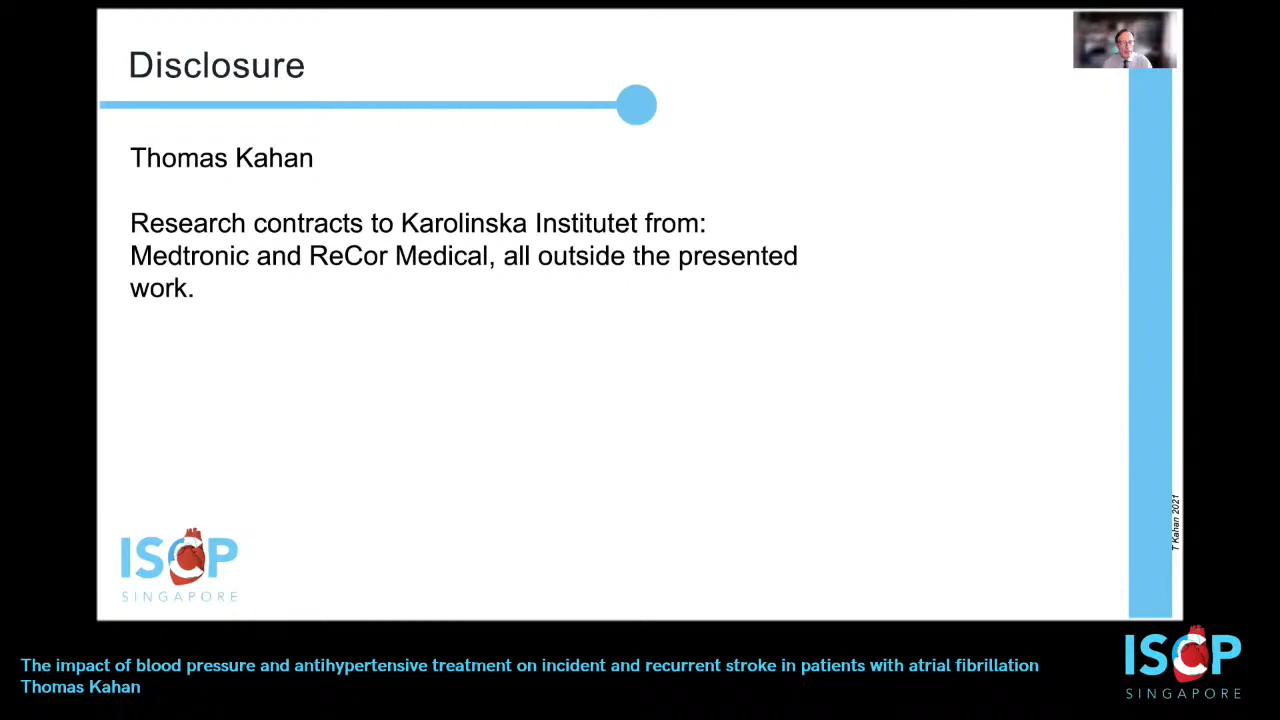 Disclosure
Thomas Kahan
Research contracts to Karolinska Institutet from:
Medtronic and ReCor Medical, all outside the presented
work.
T Kahan 2021
ISCP
SINGAPORE
The impact of blood pressure and antihypertensive treatment on incident and recurrent stroke in patients with atrial fibrillation
Thomas Kahan
ISCP
SINGAPORE